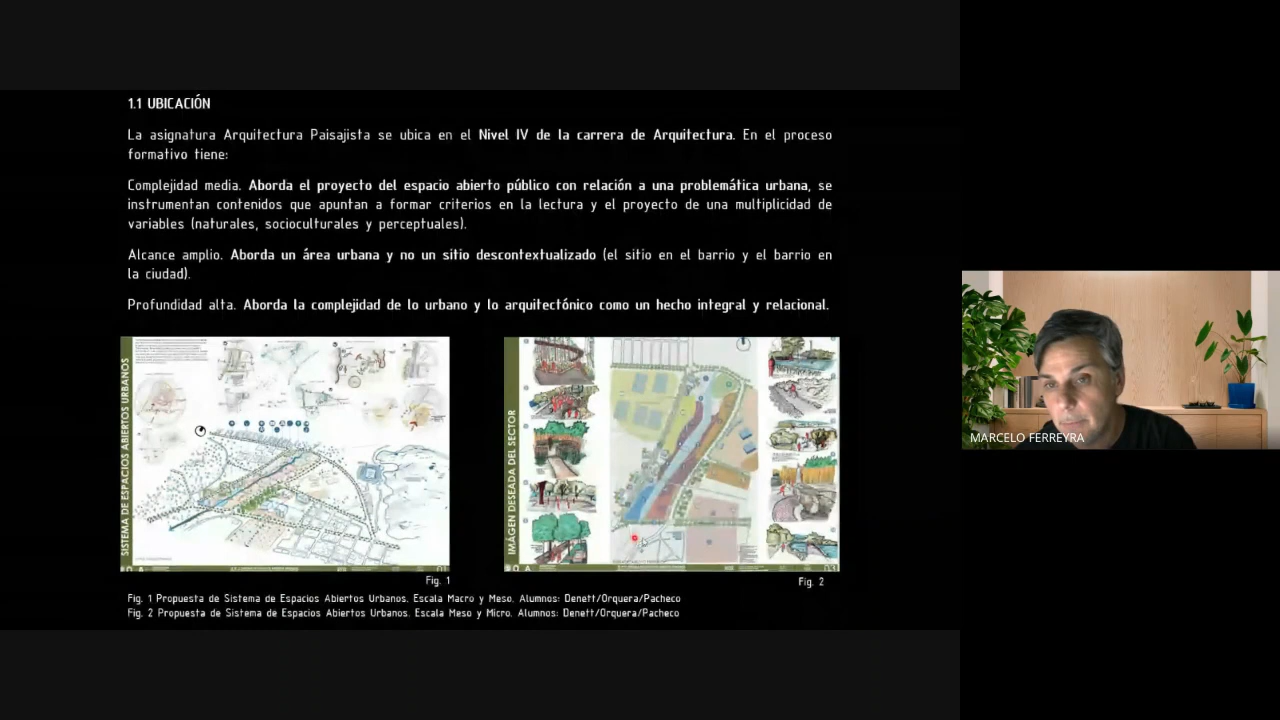 1.1 UBICACIÓN
La asignatura Arquitectura Paisajista se ubica en el Nivel IV de la carrera de Arquitectura. En el proceso
formativo tiene:
Complejidad media. Aborda el proyecto del espacio abierto público con relación a una problemática urbana, se
instrumentan contenidos que apuntan a formar criterios en la lectura y el proyecto de una multiplicidad de
variables (naturales, socioculturales y perceptuales).
Alcance amplio. Aborda un área urbana y no un sitio descontextualizado (el sitio en el barrio y el barrio en
la ciudad).
Profundidad alta. Aborda la complejidad de lo urbano y lo arquitectónico como un hecho integral y relacional.
SISTEMA DE ESPACIOS ABIERTOS URBANOS
IMÁGEN DESEADA DEL SECTOR
Fig. 1
Fig. 2
Fig. 1 Propuesta de Sistema de Espacios Abiertos Urbanos. Escala Macro y Meso. Alumnos: Denett/Orquera/Pacheco
Fig. 2 Propuesta de Sistema de Espacios Abiertos Urbanos. Escala Meso y Micro. Alumnos: Denett/Orquera/Pacheco
MARCELO FERREYRA